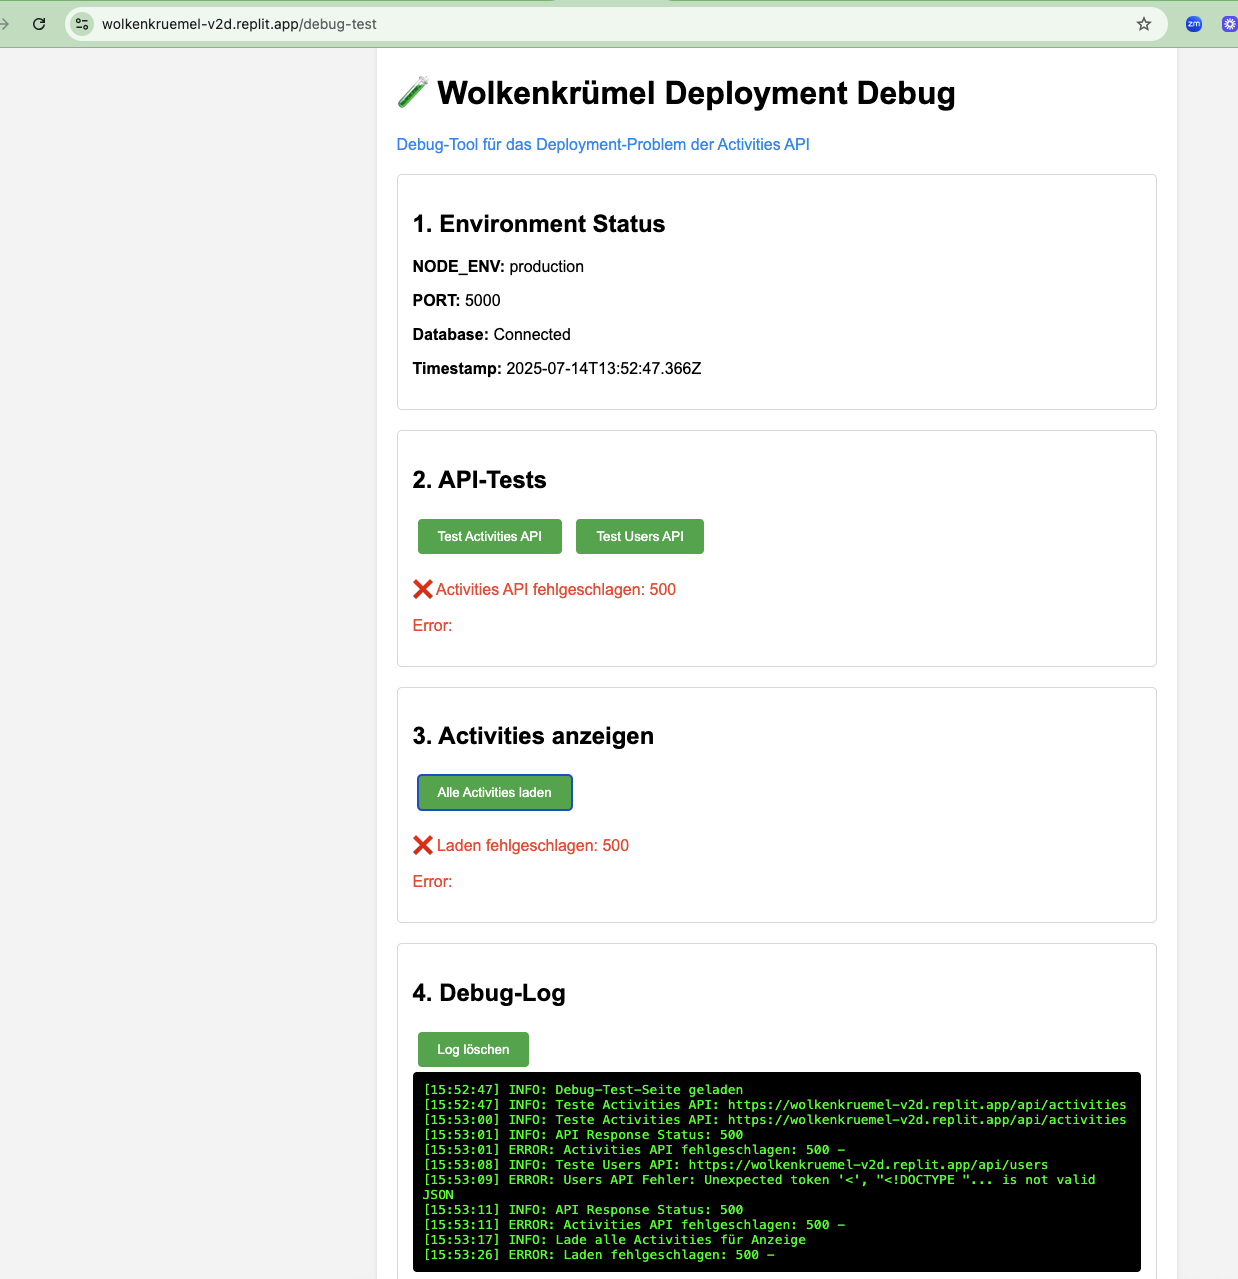 wolkenkruemel-v2d.replit.app/debug-test
zm
Wolkenkrümel Deployment Debug
Debug-Tool für das Deployment-Problem der Activities API
1. Environment Status
NODE_ENV: production
PORT: 5000
Database: Connected
Timestamp: 2025-07-14T13:52:47.366Z
2. API-Tests
Test Activities API Test Users API
❌ Activities API fehlgeschlagen: 500
Error:
3. Activities anzeigen
Alle Activities laden
❌ Laden fehlgeschlagen: 500
Error:
4. Debug-Log
Log löschen
[15:52:47] INFO: Debug-Test-Seite geladen
[15:52:47] INFO: Teste Activities API: https://wolkenkruemel-v2d.replit.app/api/activities
[15:53:00] INFO: Teste Activities API: https://wolkenkruemel-v2d.replit.app/api/activities
[15:53:01] INFO: API Response Status: 500
[15:53:01] ERROR: Activities API fehlgeschlagen: 500 -
[15:53:08] INFO: Teste Users API: https://wolkenkruemel-v2d.replit.app/api/users
[15:53:09] ERROR: Users API Fehler: Unexpected token '<', "<!DOCTYPE "... is not valid
JSON
[15:53:11] INFO: API Response Status: 500
[15:53:11] ERROR: Activities API fehlgeschlagen: 500 -
[15:53:17] INFO: Lade alle Activities für Anzeige
[15:53:26] ERROR: Laden fehlgeschlagen: 500 -